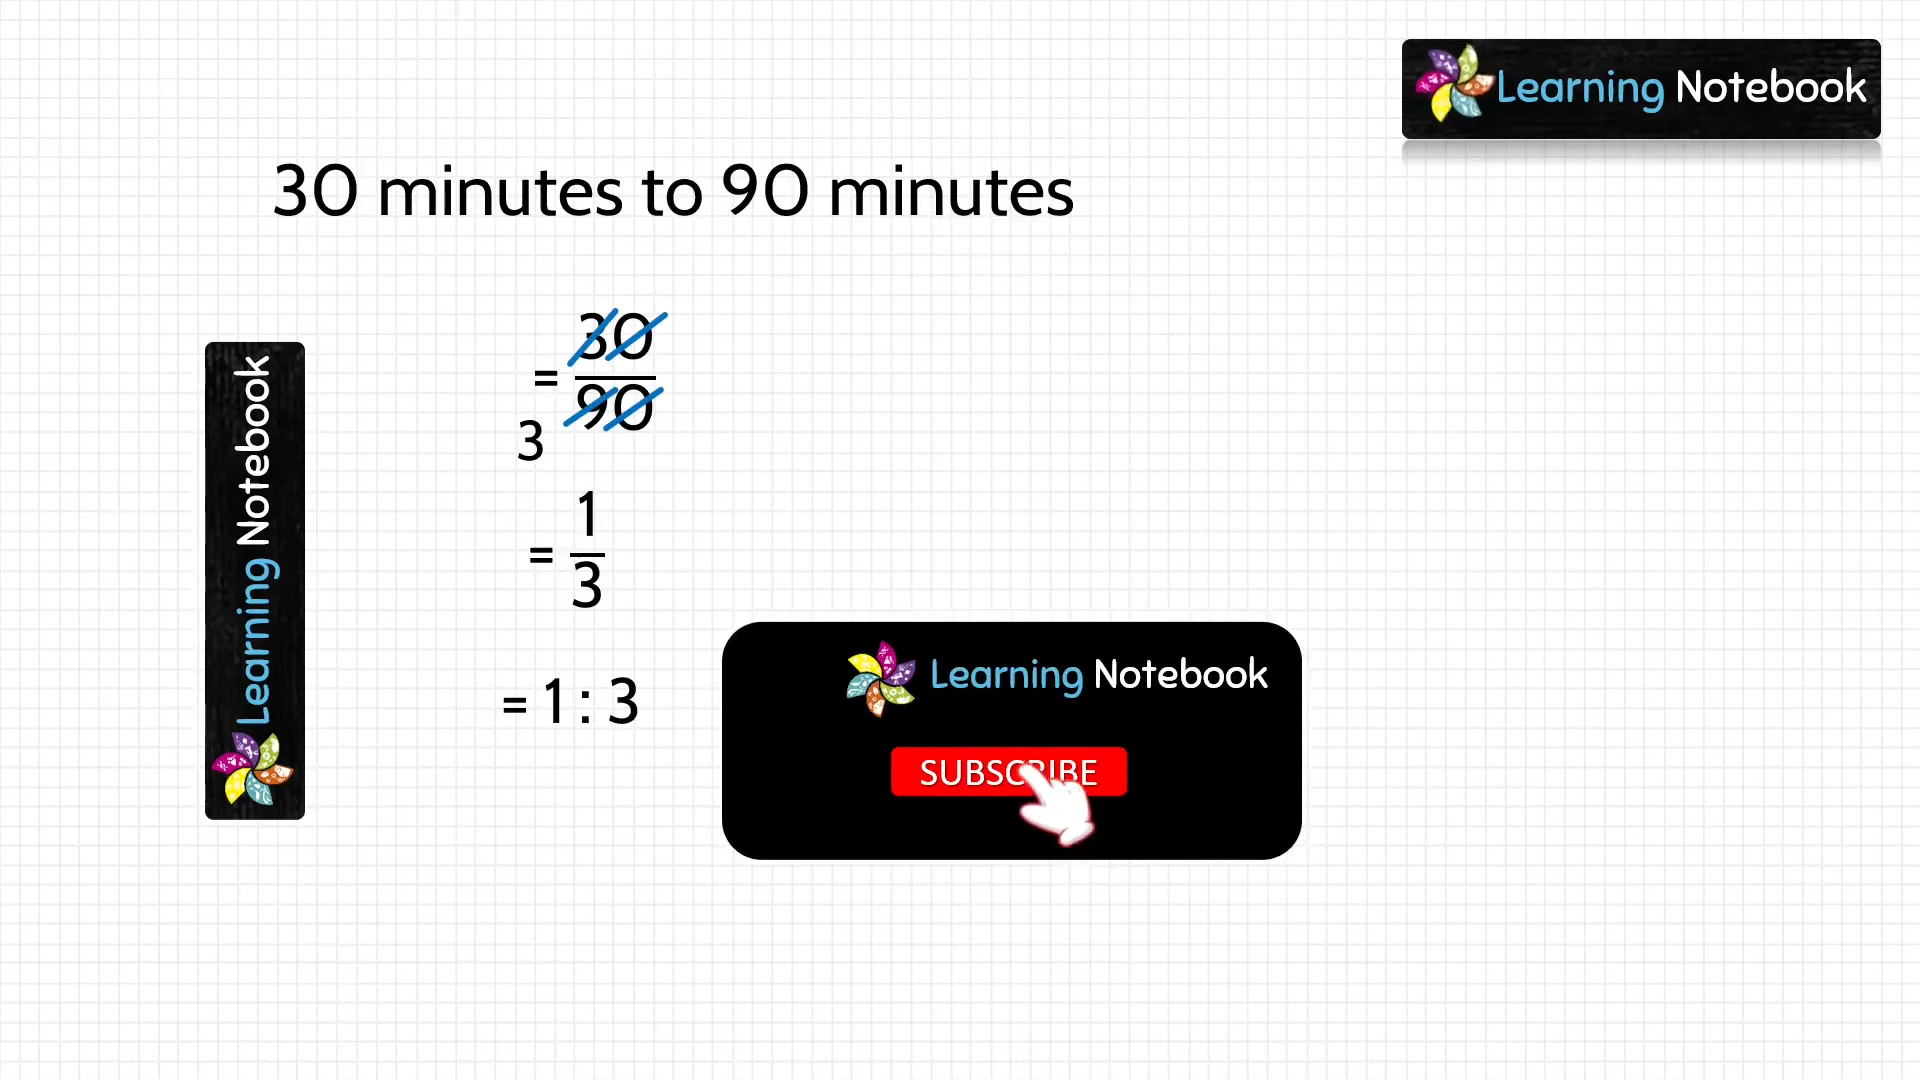 Learning Notebook
30 minutes to 90 minutes
= 30
90
3
= 1
3
= 1 : 3
Learning Notebook
Learning Notebook
SUBSCRIBE